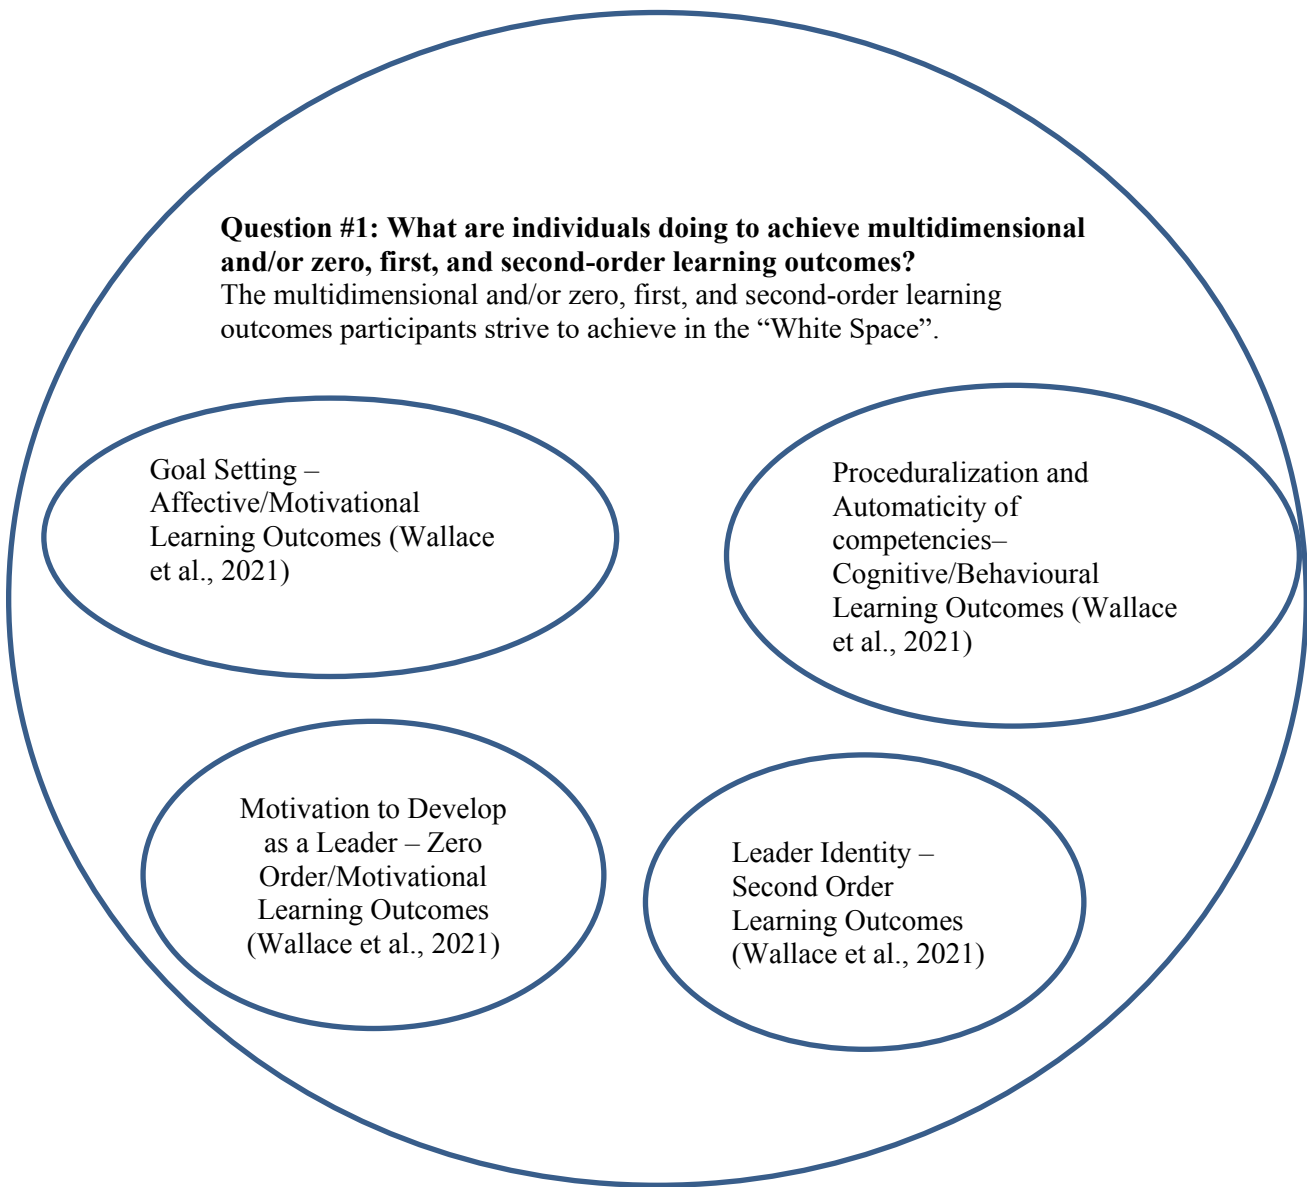 Question #1: What are individuals doing to achieve multidimensional
and/or zero, first, and second-order learning outcomes?
The multidimensional and/or zero, first, and second-order learning
outcomes participants strive to achieve in the “White Space”.
Goal Setting –
Affective/Motivational
Learning Outcomes (Wallace
et al., 2021)
Proceduralization and
Automaticity of
competencies–
Cognitive/Behavioural
Learning Outcomes (Wallace
et al., 2021)
Motivation to Develop
as a Leader – Zero
Order/Motivational
Learning Outcomes
(Wallace et al., 2021)
Leader Identity –
Second Order
Learning Outcomes
(Wallace et al., 2021)